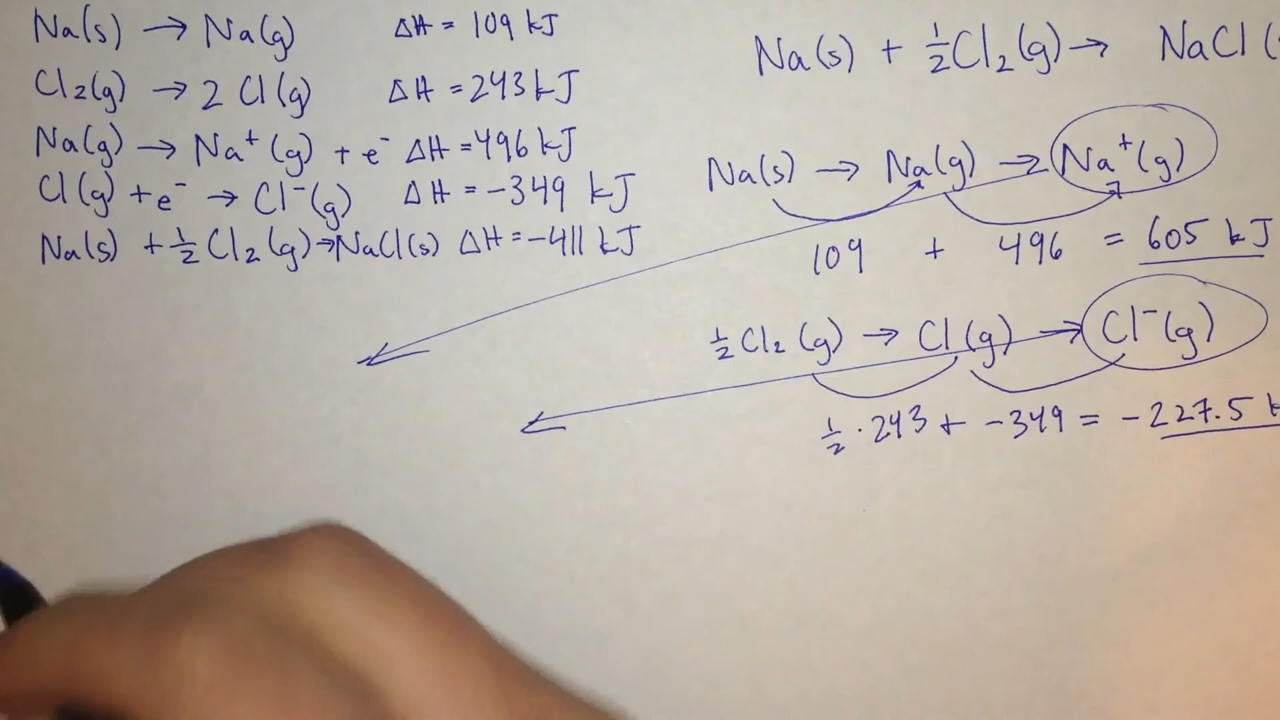 Na(s) → Na(g) ΔH = 109 kJ
Cl₂(g) → 2 Cl(g) ΔH = 243 kJ
Na(g) → Na⁺(g) + e⁻ ΔH = 496 kJ
Cl(g) + e⁻ → Cl⁻(g) ΔH = -349 kJ
Na(s) + ½Cl₂(g) → NaCl(s) ΔH = -411 kJ
Na(s) + ½Cl₂(g) → NaCl (
Na(s) → Na(g) → Na⁺(g)
109 + 496 = 605 kJ
½Cl₂(g) → Cl(g) → Cl⁻(g)
½ · 243 + -349 = -227.5 k